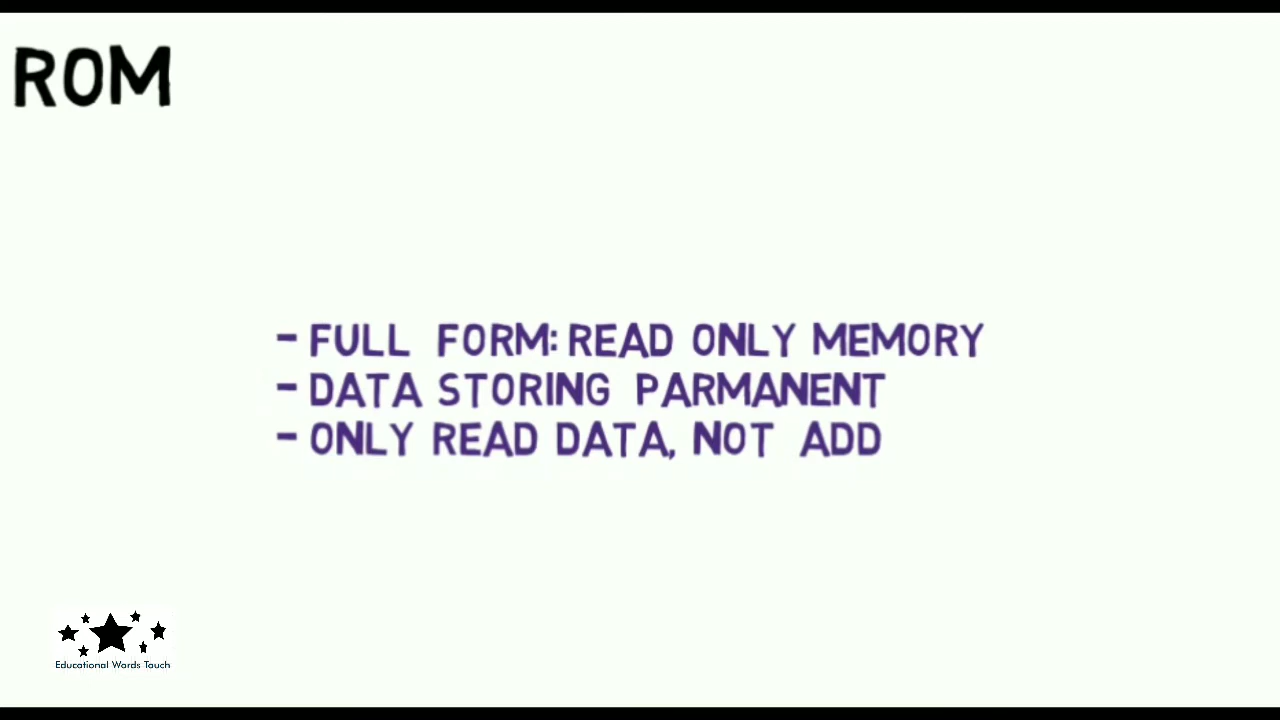 ROM
- FULL FORM: READ ONLY MEMORY
- DATA STORING PARMANENT
- ONLY READ DATA, NOT ADD
Educational Words Touch